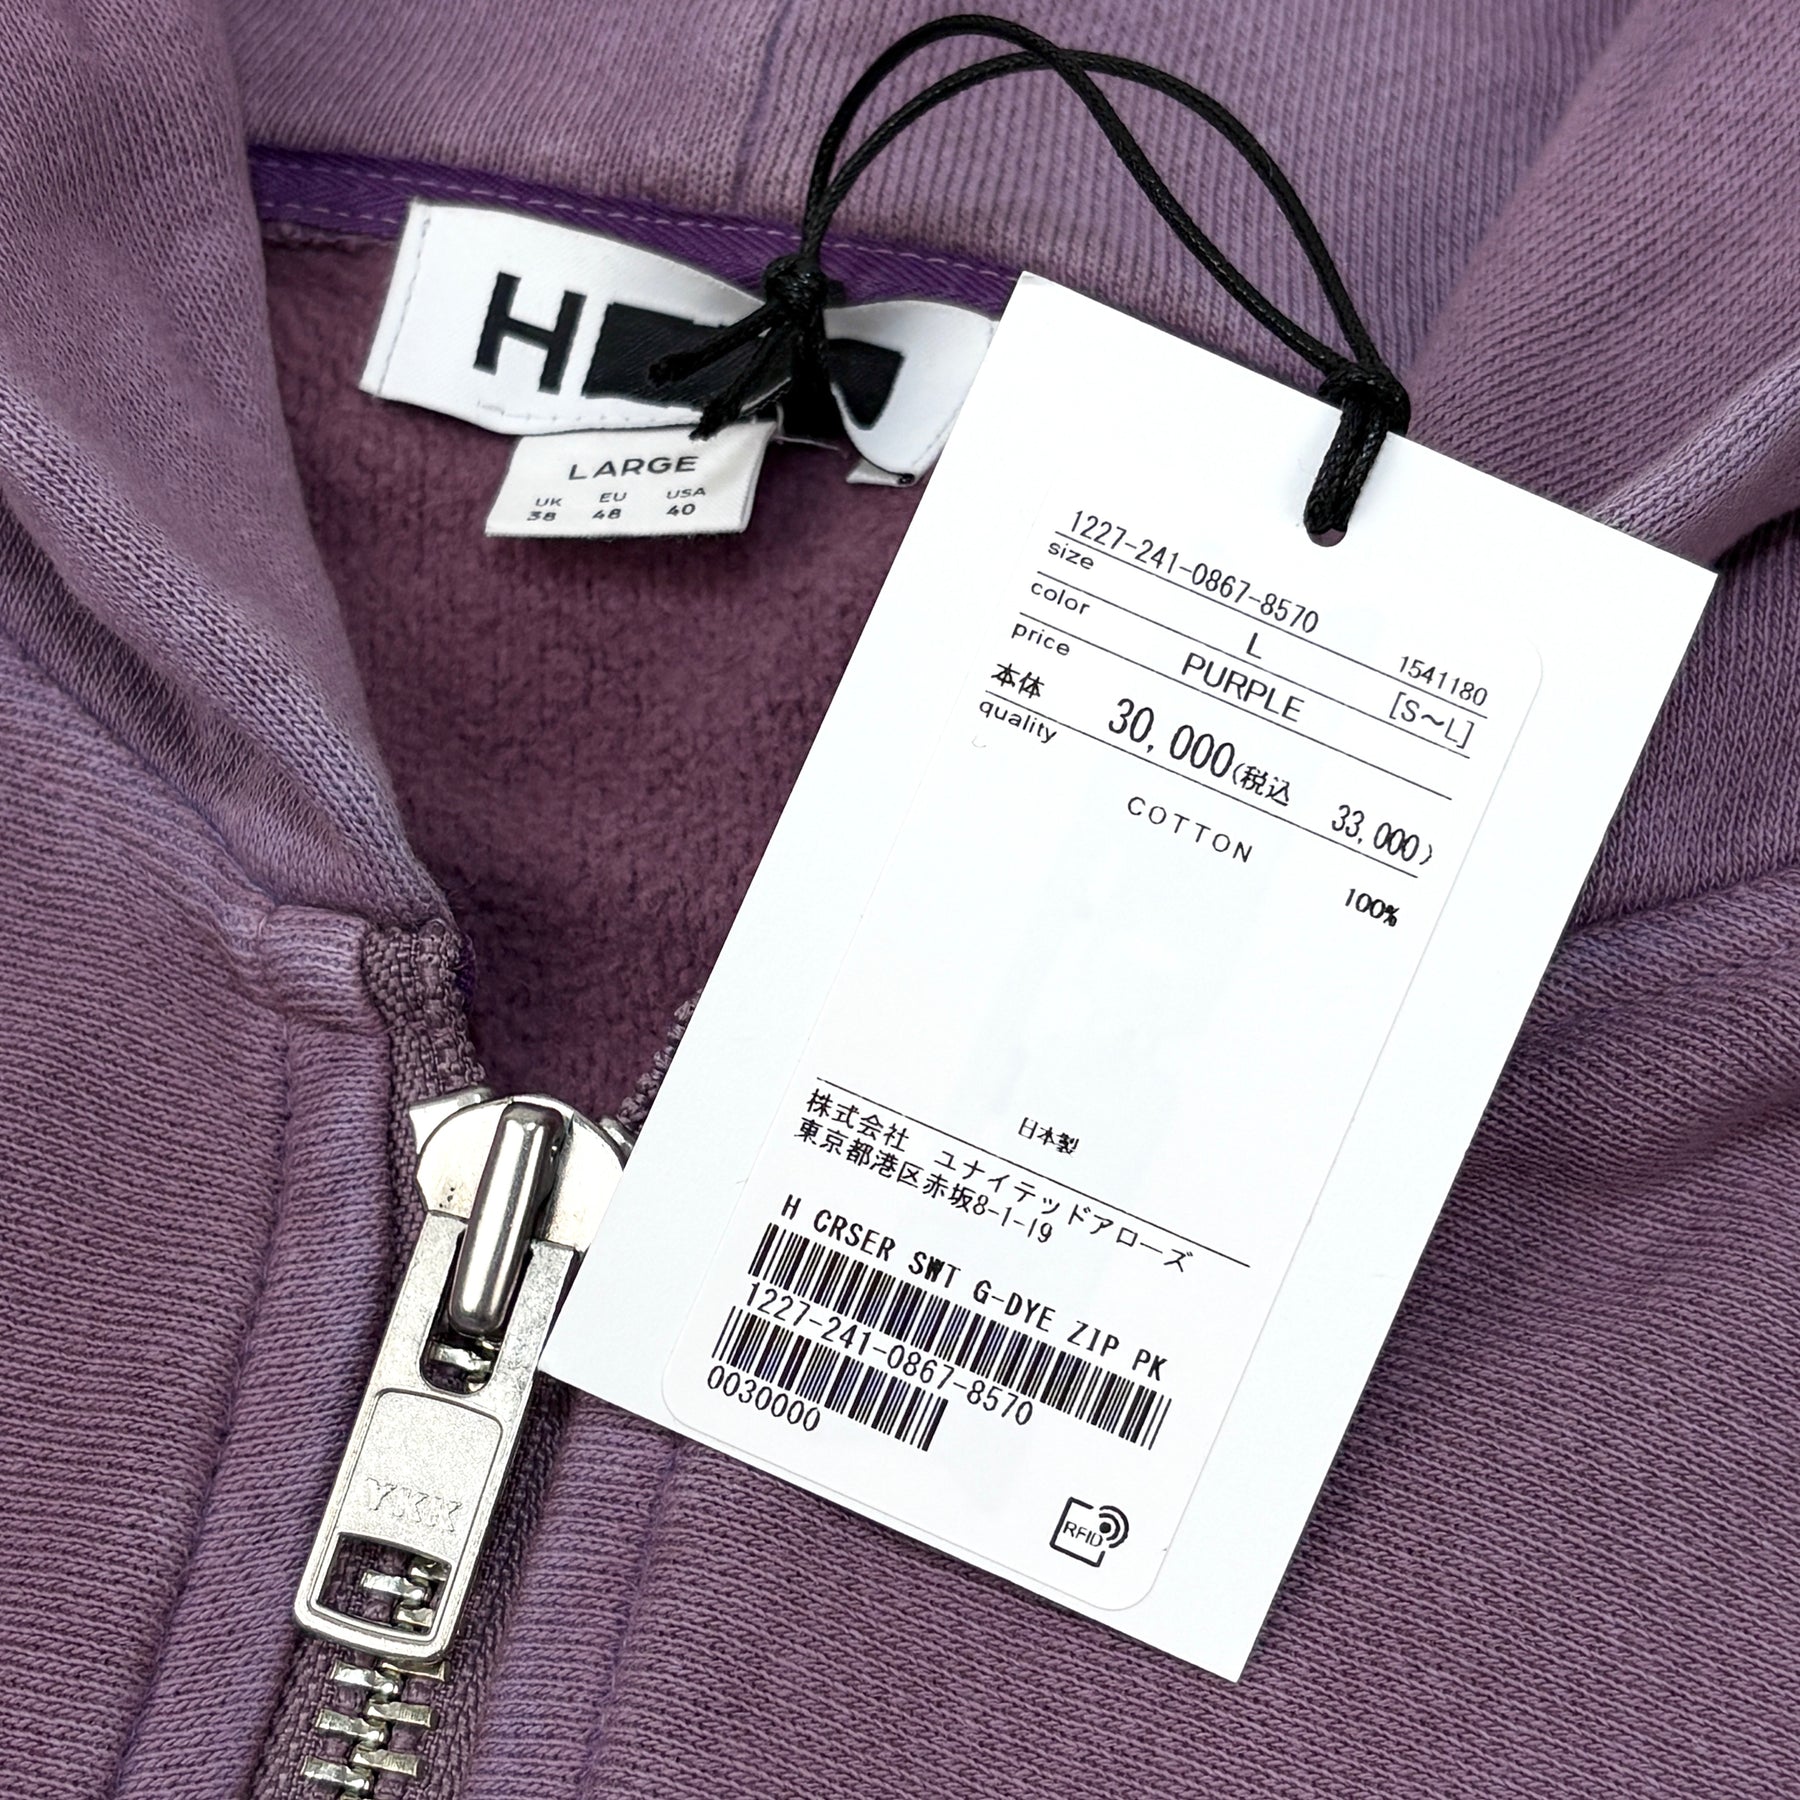 H
LARGE
UK EU USA
38 48 40
1227-241-0867-8570
size L 1541180
color PURPLE [S〜L]
price
本体 30,000(税込 33,000)
quality
COTTON
100%
日本製
株式会社 ユナイテッドアローズ
東京都港区赤坂8-1-19
H CRSER SWT G-DYE ZIP PK
1227-241-0867-8570
0030000
RFID
YKK